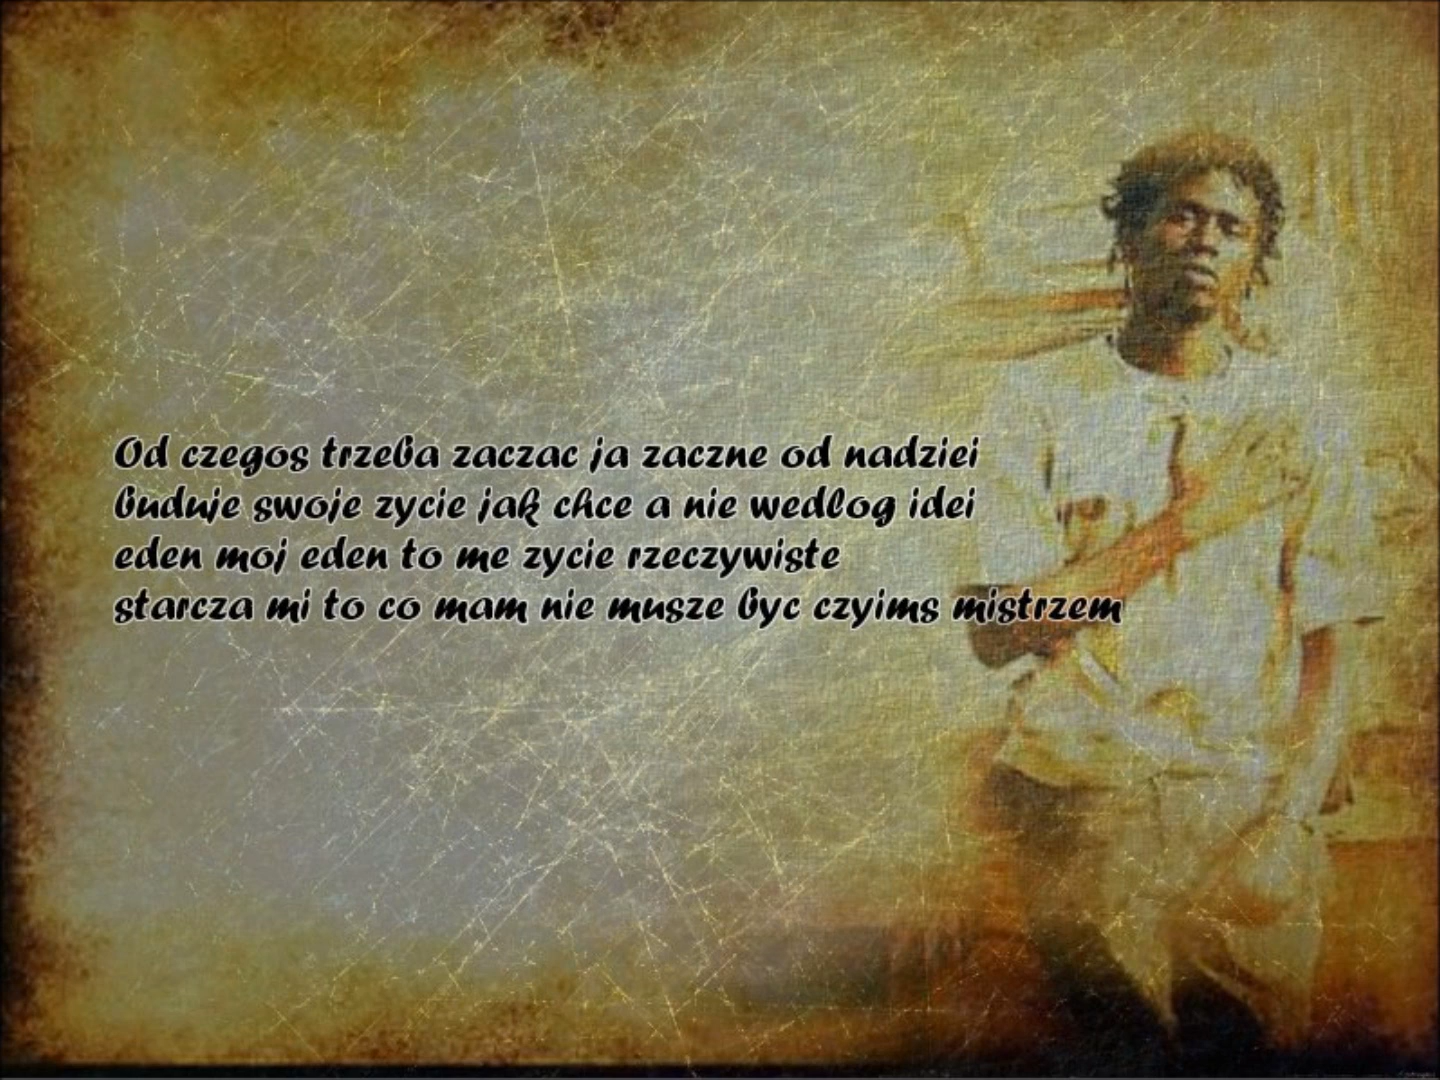 Od czegos trzeba zaczac ja zaczne od nadziei
buduje swoje zycie jak chce a nie wedlog idei
eden moj eden to me zycie rzeczywiste
starcza mi to co mam nie musze byc czyims mistrzem